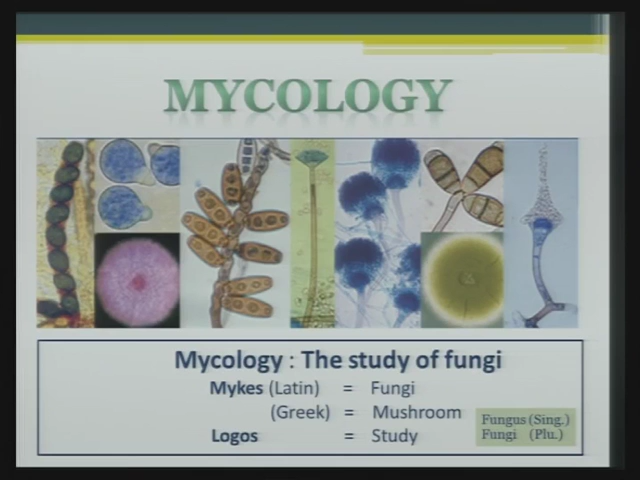 MYCOLOGY
Mycology : The study of fungi
Mykes (Latin) = Fungi
(Greek) = Mushroom
Logos = Study
Fungus (Sing.)
Fungi (Plu.)